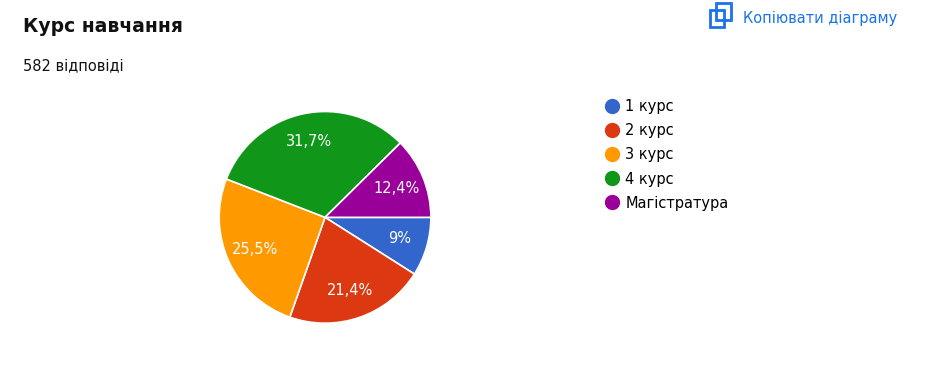 Курс навчання
Копіювати діаграму
582 відповіді
1 курс
2 курс
3 курс
4 курс
Магістратура
31,7%
12,4%
9%
25,5%
21,4%